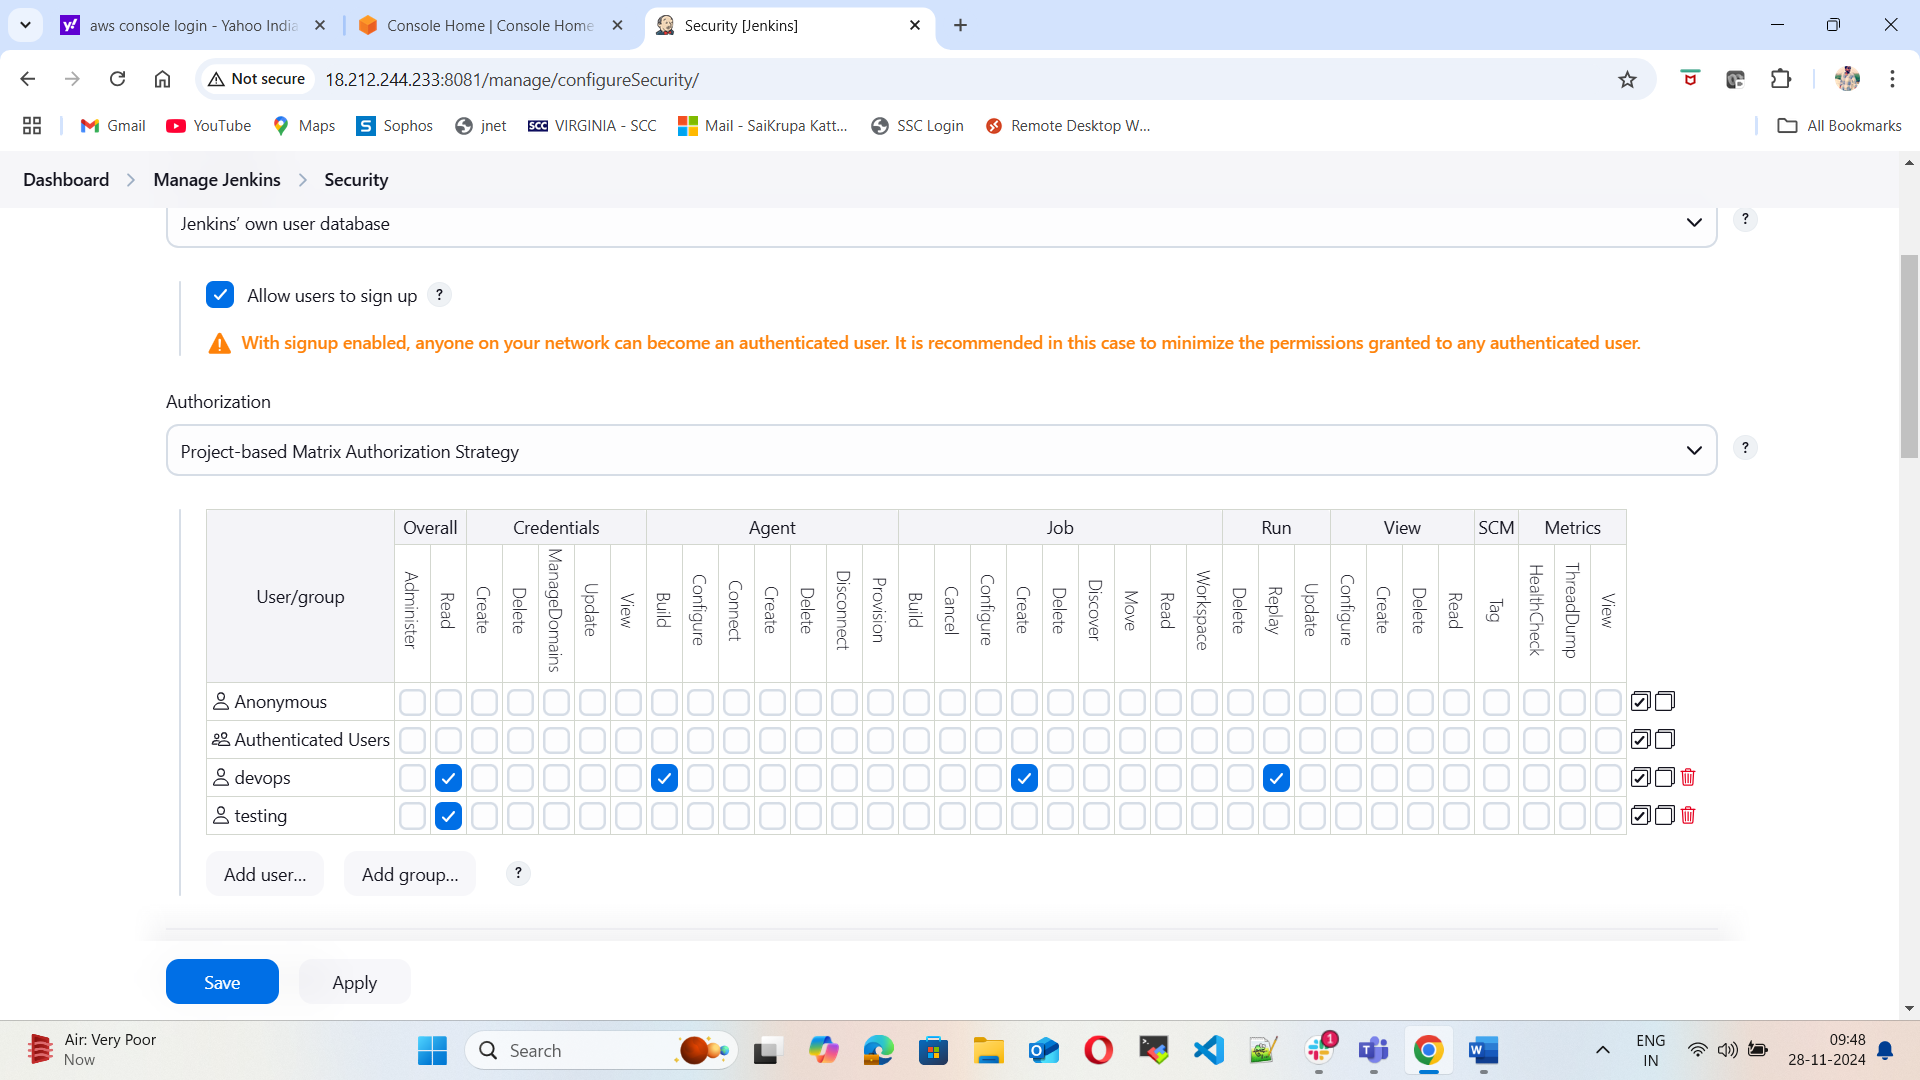 aws console login - Yahoo India
Console Home | Console Home
Security [Jenkins]
Not secure
18.212.244.233:8081/manage/configureSecurity/
Gmail
YouTube
Maps
Sophos
jnet
SCC VIRGINIA - SCC
Mail - SaiKrupa Katt...
SSC Login
Remote Desktop W...
All Bookmarks
Dashboard > Manage Jenkins > Security
Jenkins' own user database
?
Allow users to sign up ?
With signup enabled, anyone on your network can become an authenticated user. It is recommended in this case to minimize the permissions granted to any authenticated user.
Authorization
Project-based Matrix Authorization Strategy
?
User/group
Overall Credentials Agent Job Run View SCM Metrics
Administer Read Create Delete ManageDomains Update View Build Configure Connect Create Delete Disconnect Provision Build Cancel Configure Create Delete Discover Move Read Workspace Delete Replay Update Configure Create Delete Read Tag HealthCheck ThreadDump View
Anonymous
Authenticated Users
devops
testing
Add user... Add group... ?
Save Apply
Air: Very Poor
Now
Search
1
ENG
IN
09:48
28-11-2024